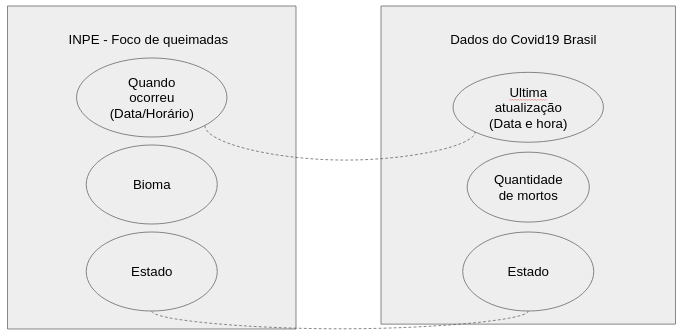 INPE - Foco de queimadas
Quando
ocorreu
(Data/Horário)
Bioma
Estado
Dados do Covid19 Brasil
Ultima
atualização
(Data e hora)
Quantidade
de mortos
Estado